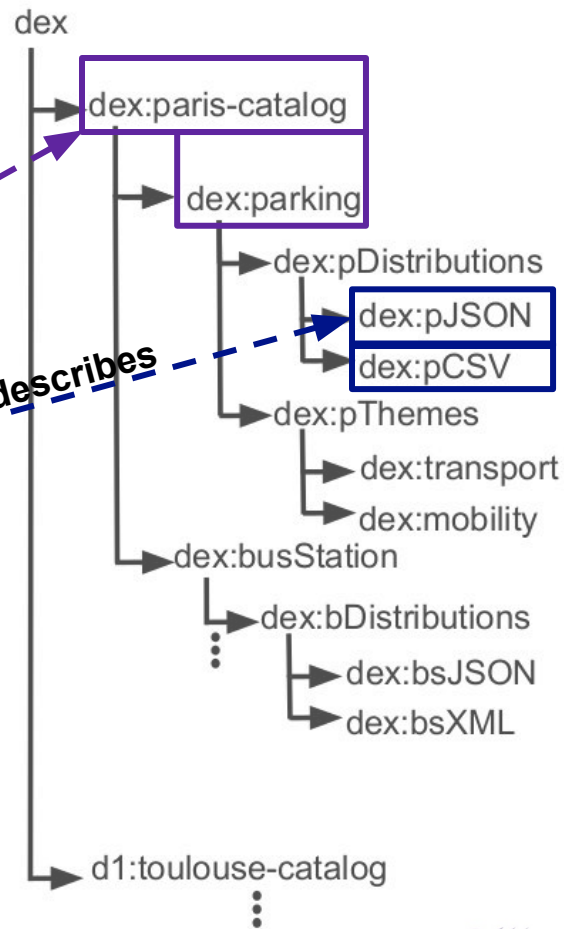 dex
dex:paris-catalog
dex:parking
dex:pDistributions
dex:pJSON
describes
dex:pCSV
dex:pThemes
dex:transport
dex:mobility
dex:busStation
dex:bDistributions
dex:bsJSON
dex:bsXML
d1:toulouse-catalog